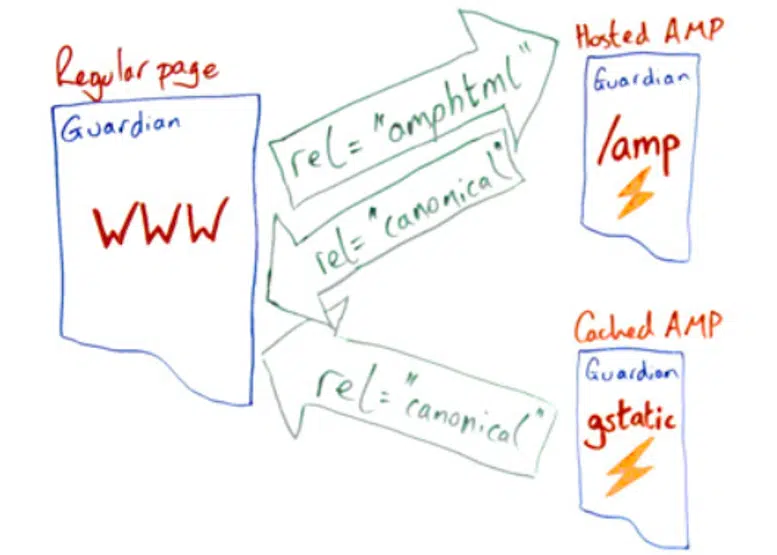 Regular page
Guardian
WWW
rel="amphtml"
rel="canonical"
rel="canonical"
Hosted AMP
Guardian
/amp
Cached AMP
Guardian
gstatic